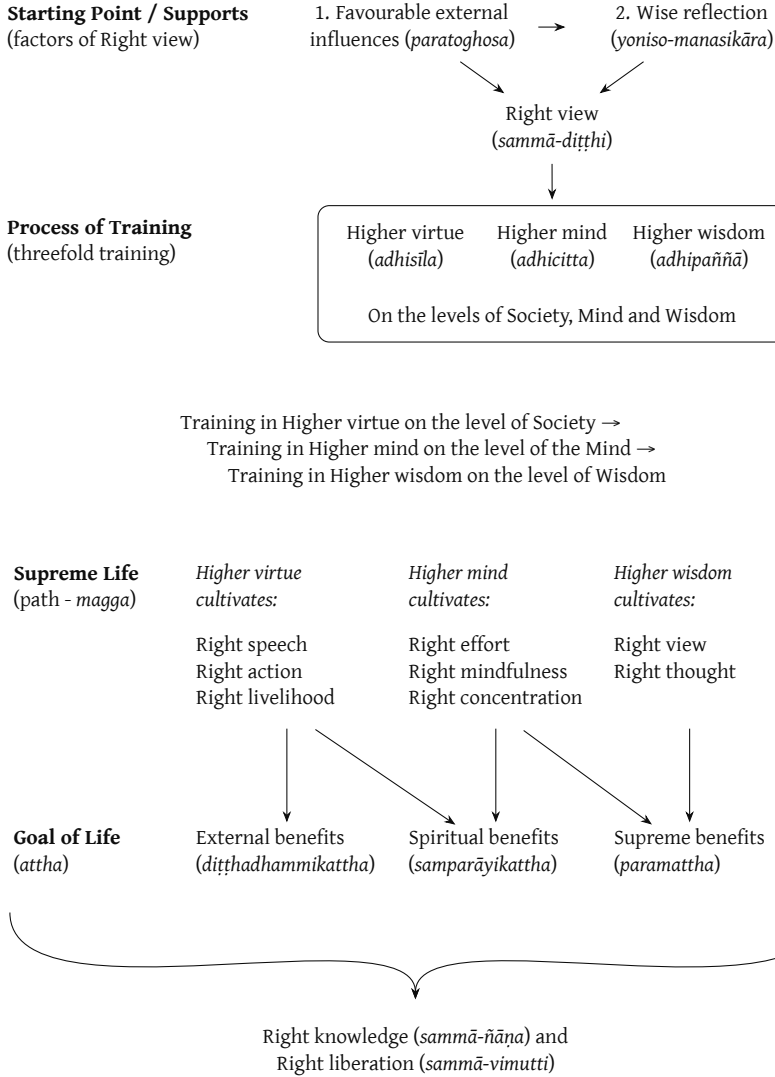 Starting Point / Supports
(factors of Right view)
1. Favourable external
influences (paratoghosa)
2. Wise reflection
(yoniso-manasikāra)
Right view
(sammā-diṭṭhi)
Process of Training
(threefold training)
Higher virtue
(adhisīla)
Higher mind
(adhicitta)
Higher wisdom
(adhipaññā)
On the levels of Society, Mind and Wisdom
Training in Higher virtue on the level of Society →
Training in Higher mind on the level of the Mind →
Training in Higher wisdom on the level of Wisdom
Supreme Life
(path - magga)
Higher virtue
cultivates:
Right speech
Right action
Right livelihood
Higher mind
cultivates:
Right effort
Right mindfulness
Right concentration
Higher wisdom
cultivates:
Right view
Right thought
Goal of Life
(attha)
External benefits
(diṭṭhadhammikattha)
Spiritual benefits
(samparāyikattha)
Supreme benefits
(paramattha)
Right knowledge (sammā-ñāṇa) and
Right liberation (sammā-vimutti)